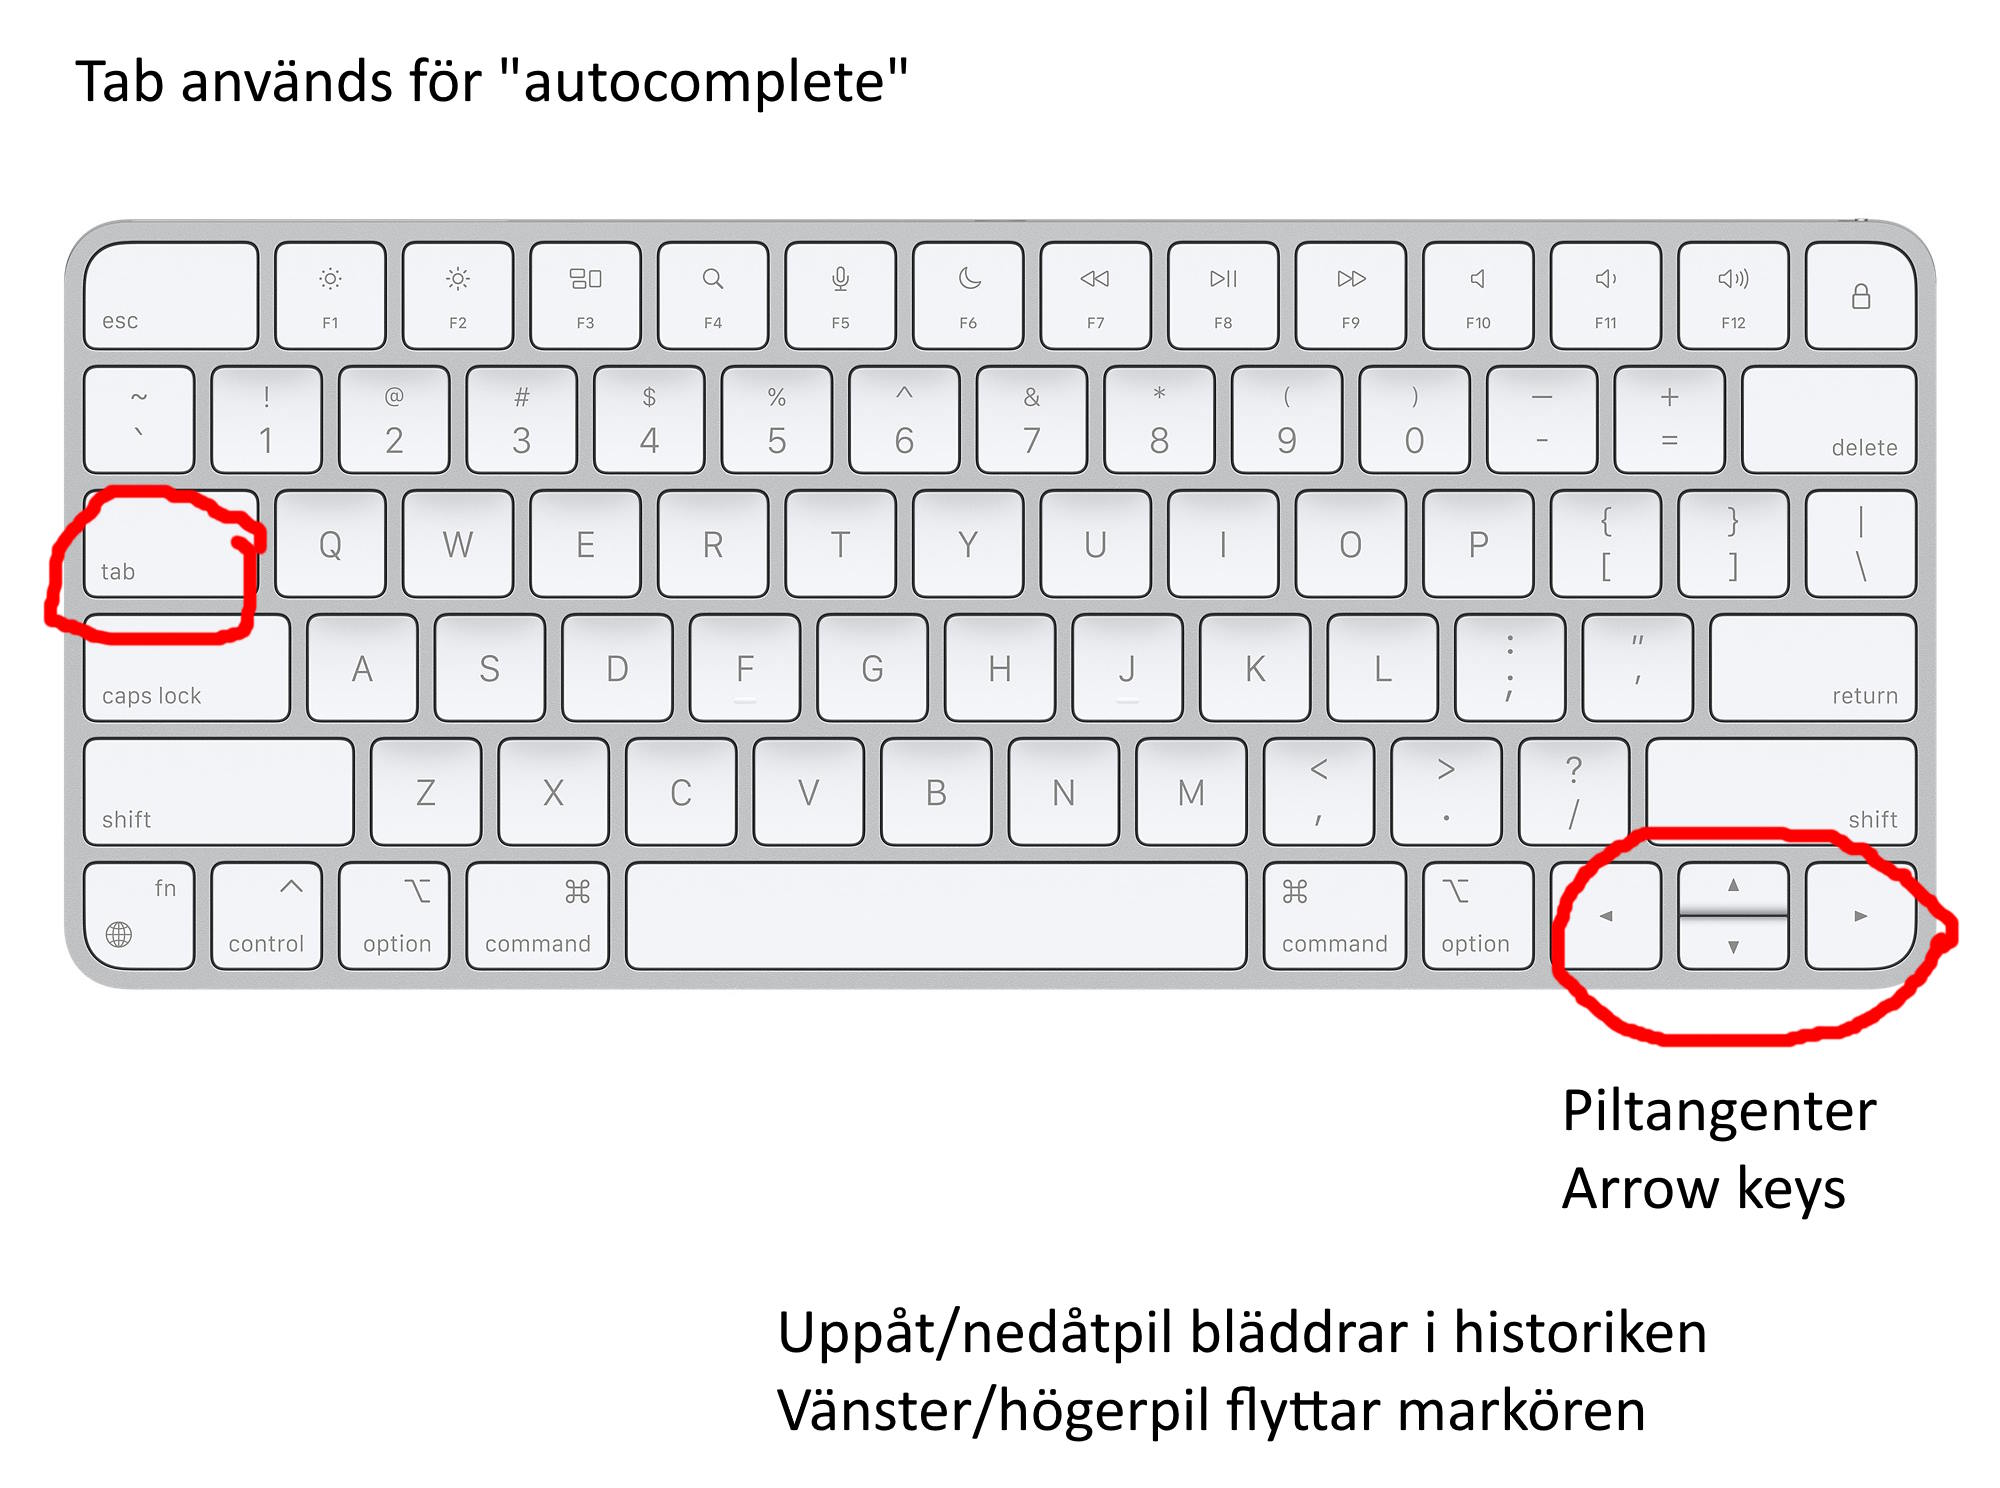 Tab används för "autocomplete"
esc F1 F2 F3 F4 F5 F6 F7 F8 F9 F10 F11 F12
~ ! @ # $ % ^ & * ( ) — +
` 1 2 3 4 5 6 7 8 9 0 - = delete
tab Q W E R T Y U I O P { [ } ] | \
caps lock A S D F G H J K L : ; " ' return
shift Z X C V B N M < , > . ? / shift
fn control option command command option
Piltangenter
Arrow keys
Uppåt/nedåtpil bläddrar i historiken
Vänster/högerpil flyttar markören